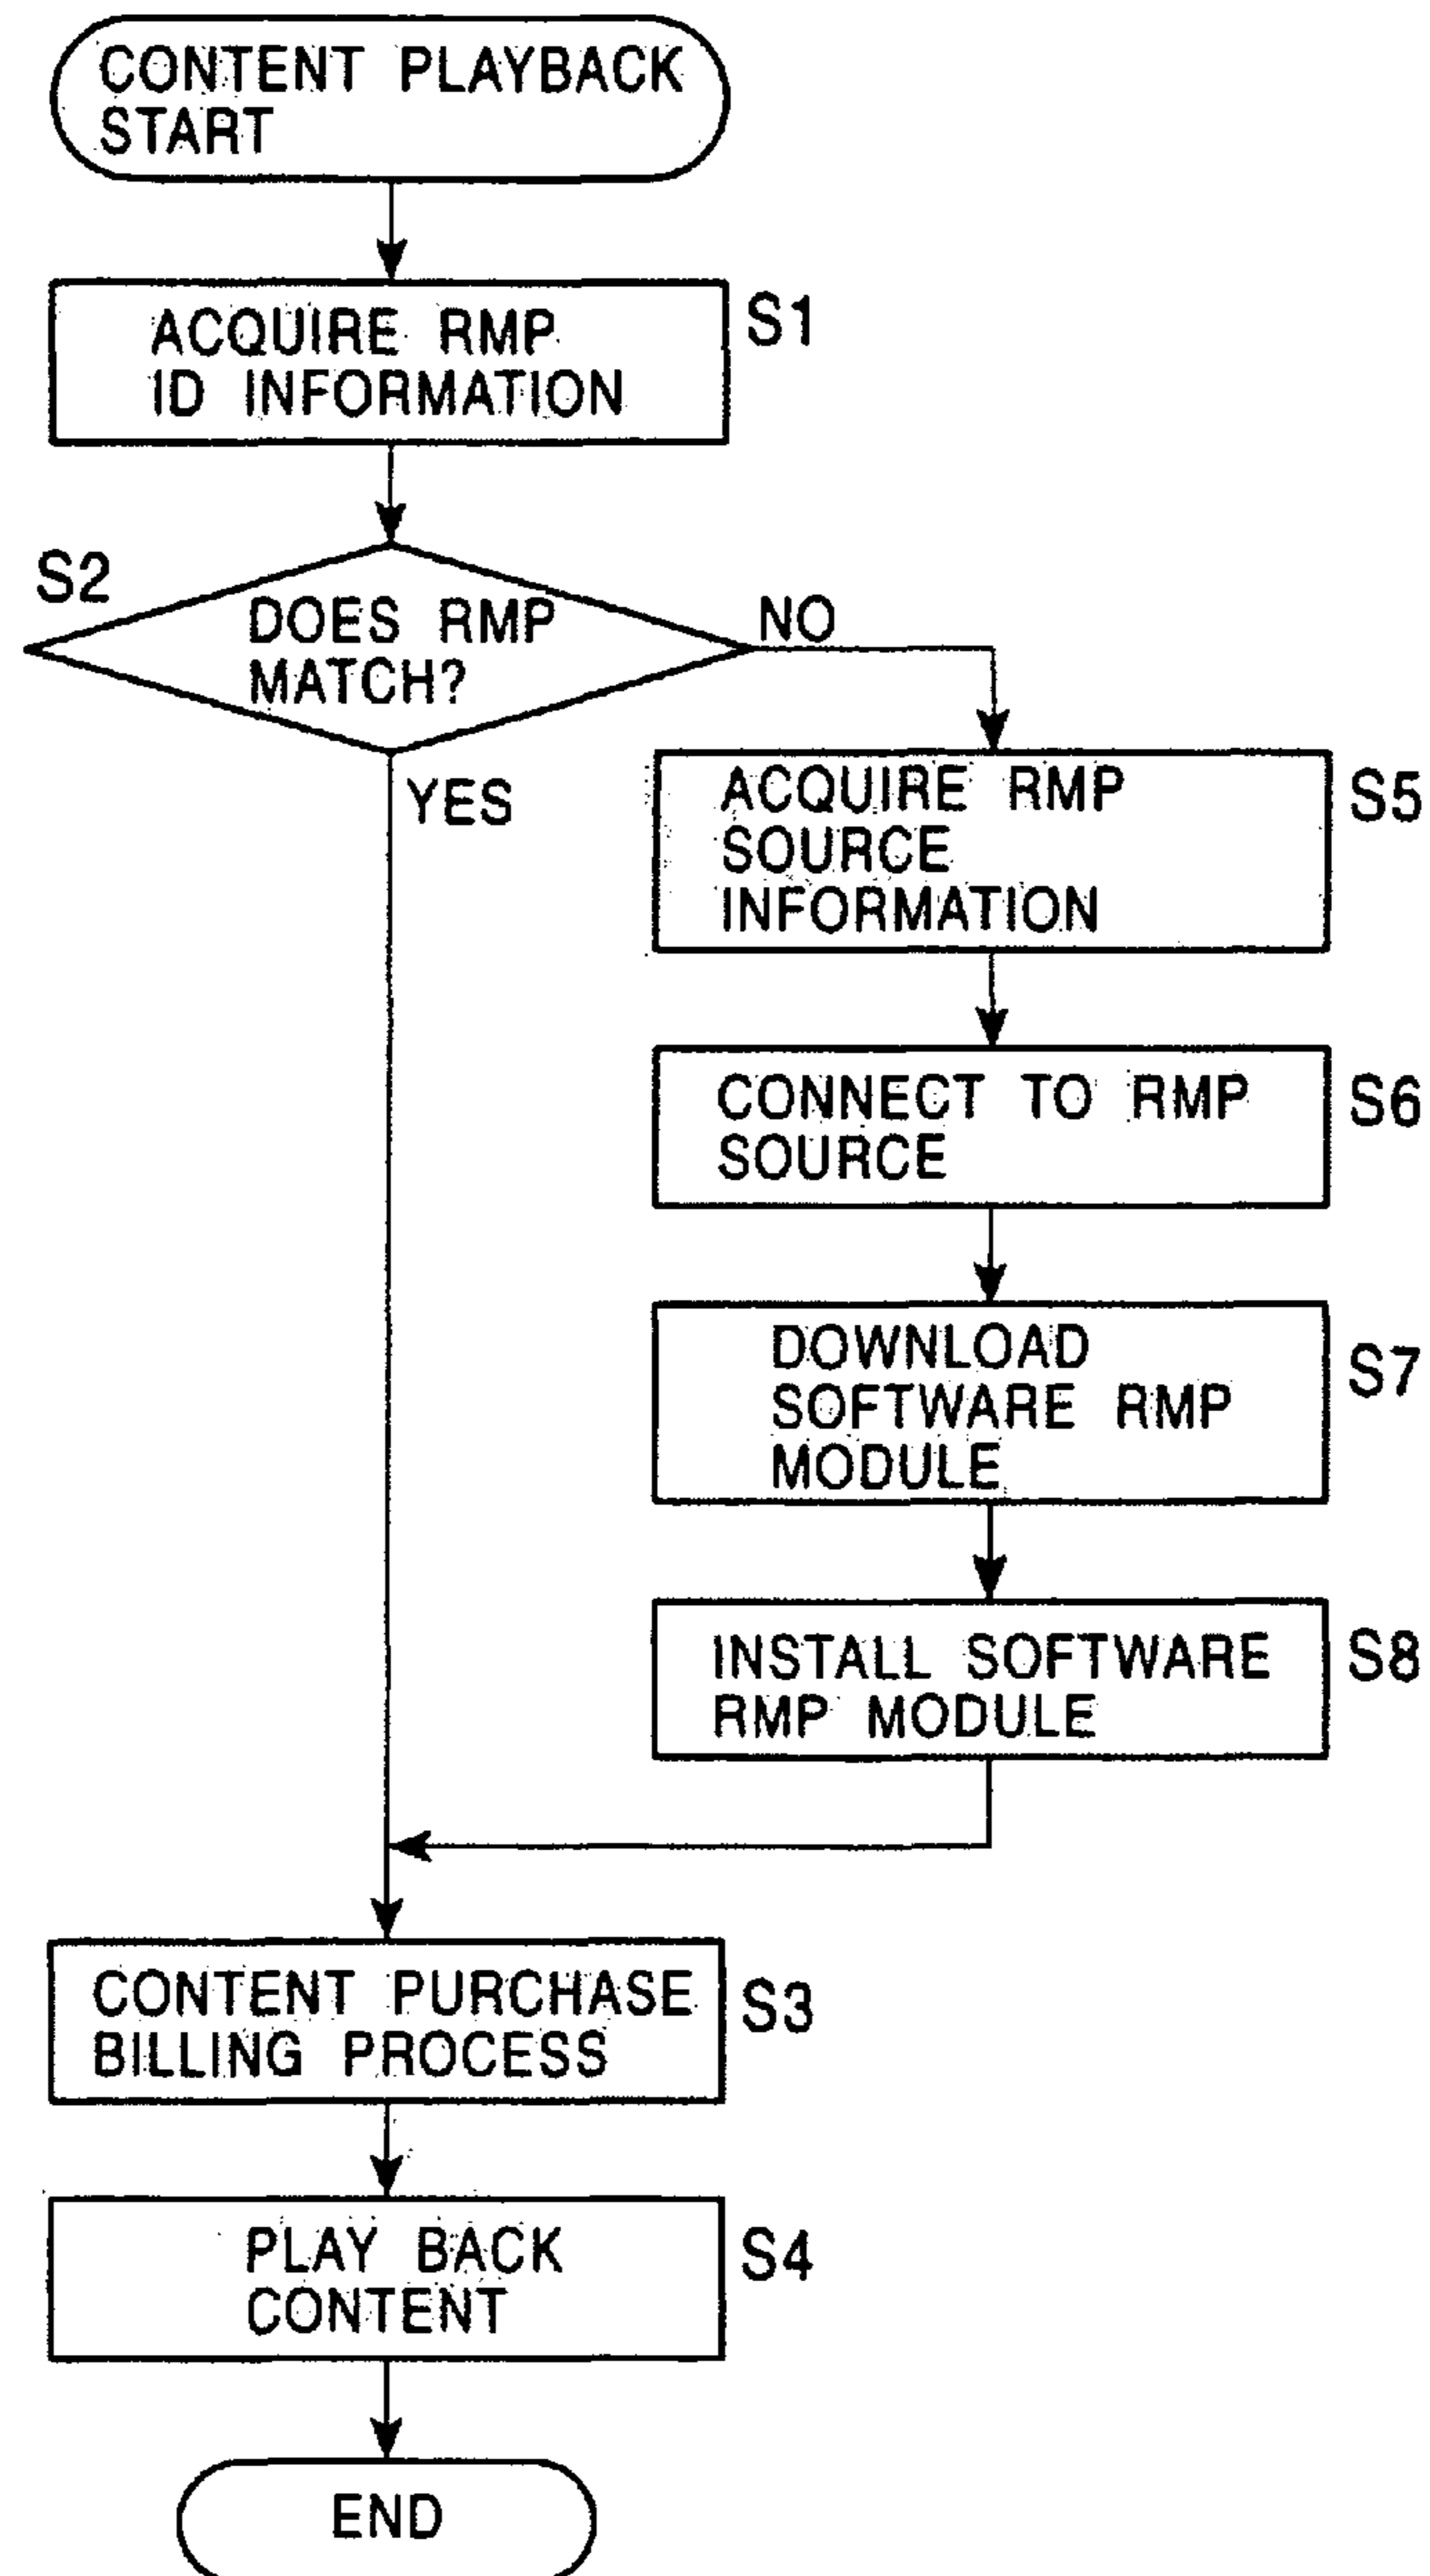 CONTENT PLAYBACK
START
ACQUIRE RMP
ID INFORMATION
S1
S2
DOES RMP
MATCH?
NO
YES
ACQUIRE RMP
SOURCE
INFORMATION
S5
CONNECT TO RMP
SOURCE
S6
DOWNLOAD
SOFTWARE RMP
MODULE
S7
INSTALL SOFTWARE
RMP MODULE
S8
CONTENT PURCHASE
BILLING PROCESS
S3
PLAY BACK
CONTENT
S4
END